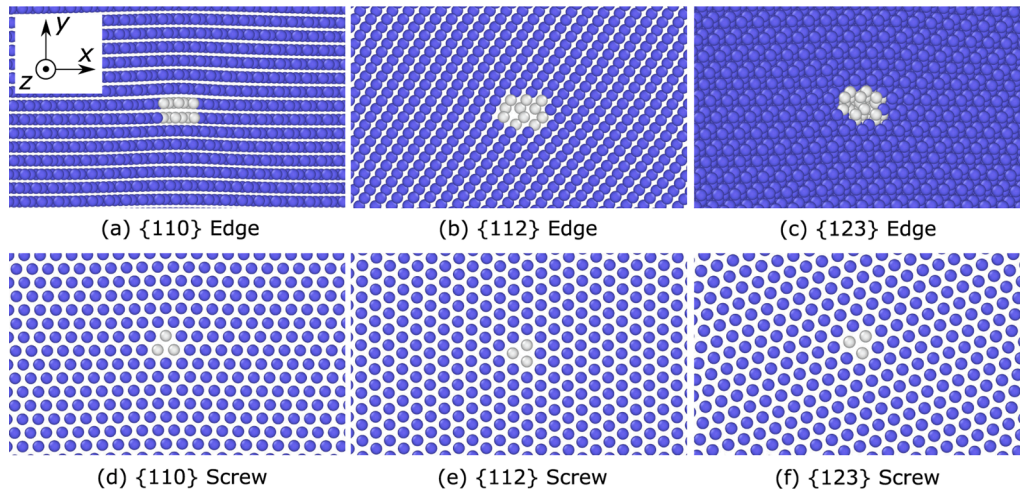 y
x
z
(a) {110} Edge
(b) {112} Edge
(c) {123} Edge
(d) {110} Screw
(e) {112} Screw
(f) {123} Screw